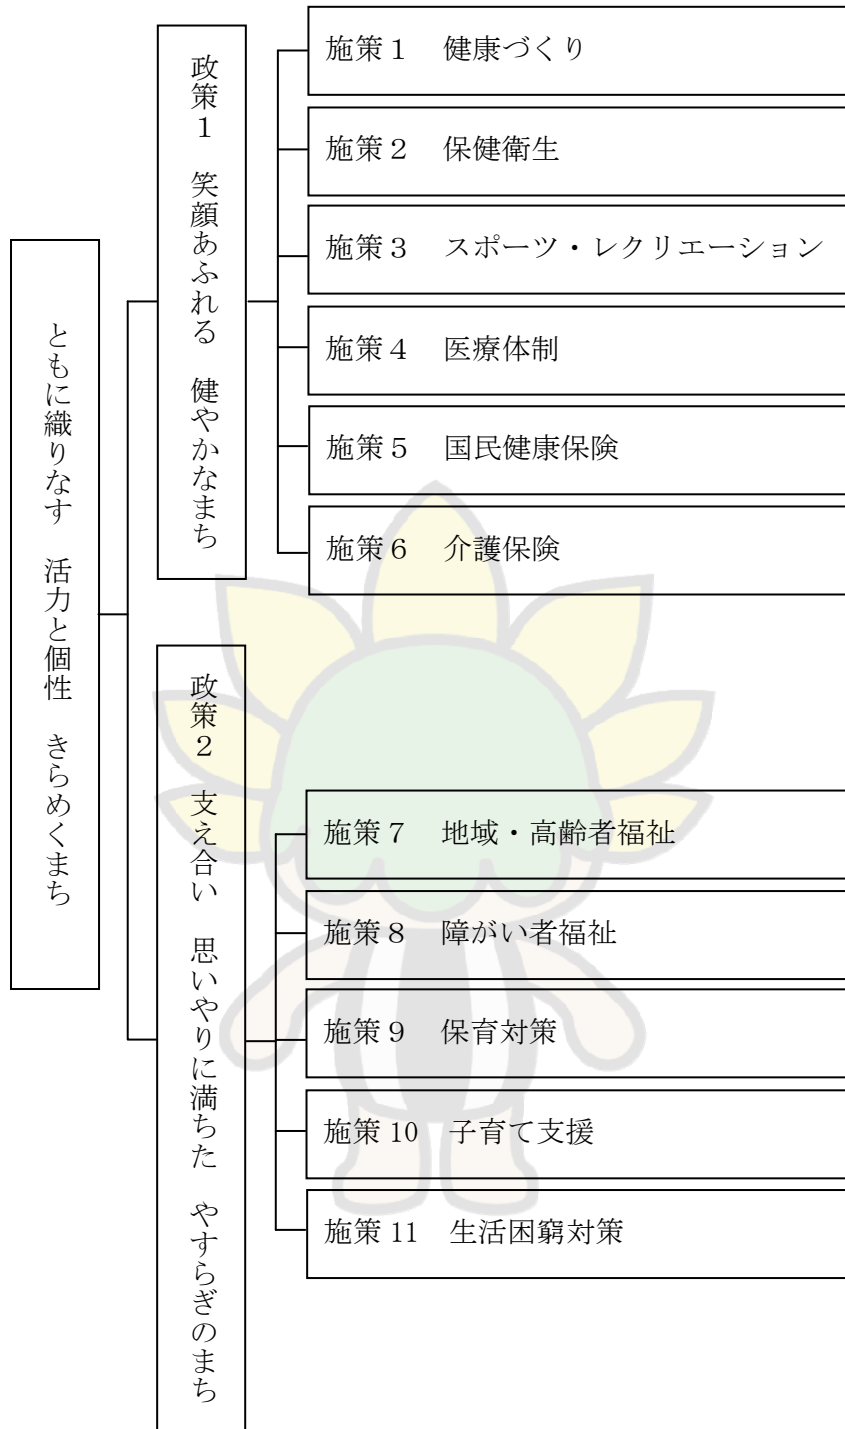 ともに織りなす　活力と個性　きらめくまち
政策１　笑顔あふれる　健やかなまち
施策１　健康づくり
施策２　保健衛生
施策３　スポーツ・レクリエーション
施策４　医療体制
施策５　国民健康保険
施策６　介護保険
政策２　支え合い　思いやりに満ちた　やすらぎのまち
施策７　地域・高齢者福祉
施策８　障がい者福祉
施策９　保育対策
施策 10　子育て支援
施策 11　生活困窮対策